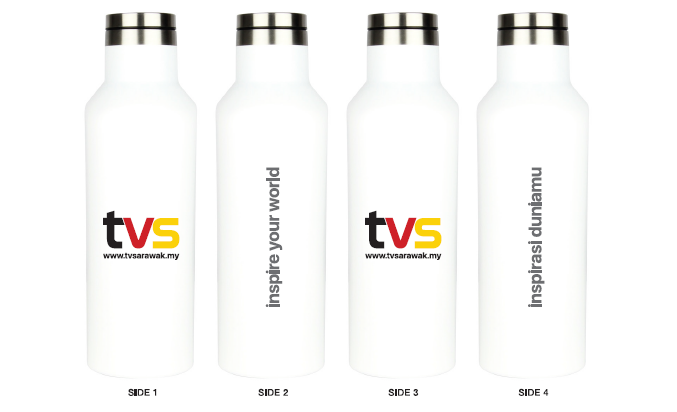 tvs
www.tvsarawak.my
inspire your world
tvs
www.tvsarawak.my
inspirasi duniamu
SIDE 1
SIDE 2
SIDE 3
SIDE 4